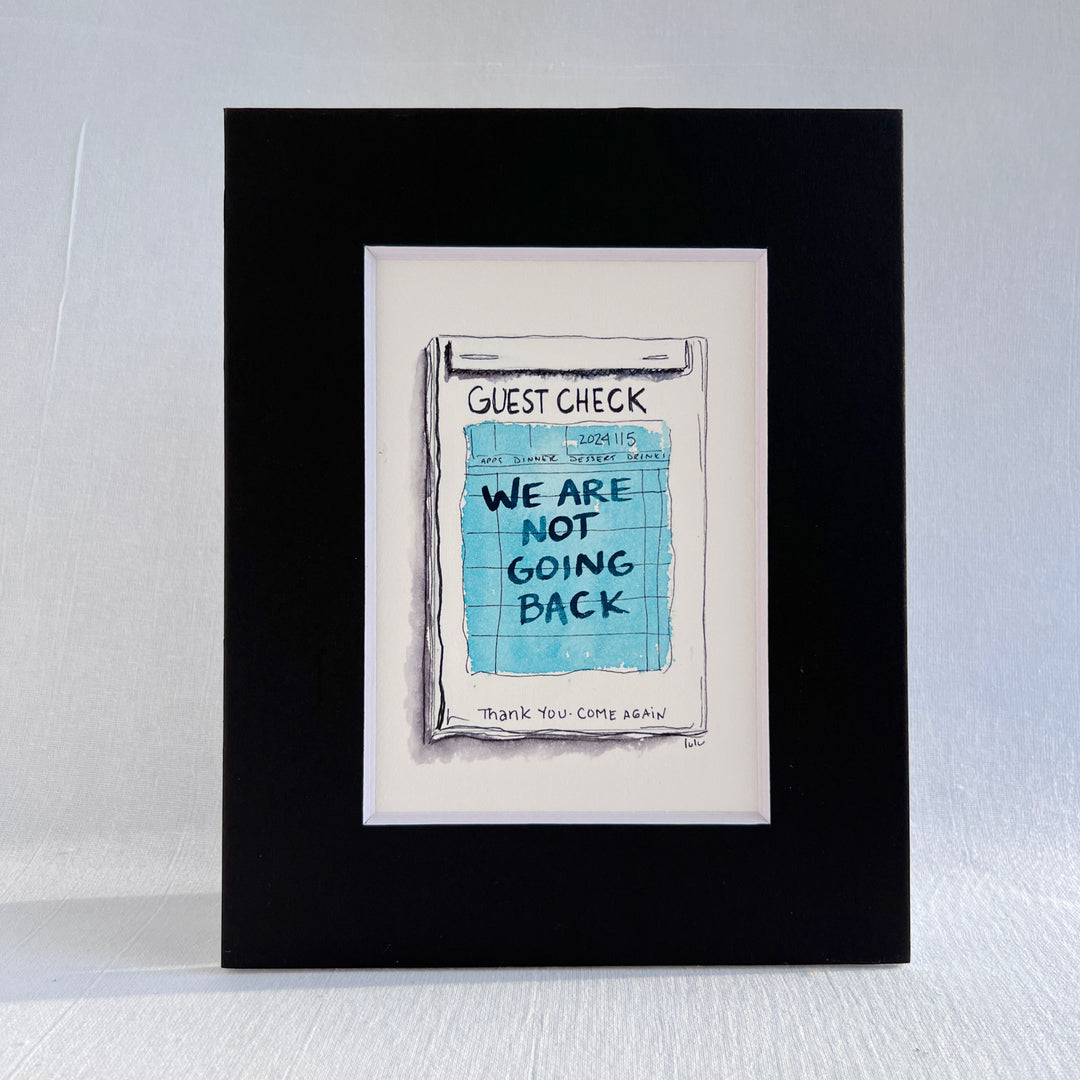 GUEST CHECK
2024115
APPS DINNER DESSERT DRINKS
WE ARE
NOT
GOING
BACK
Thank YOU· COME AGAIN
lulu